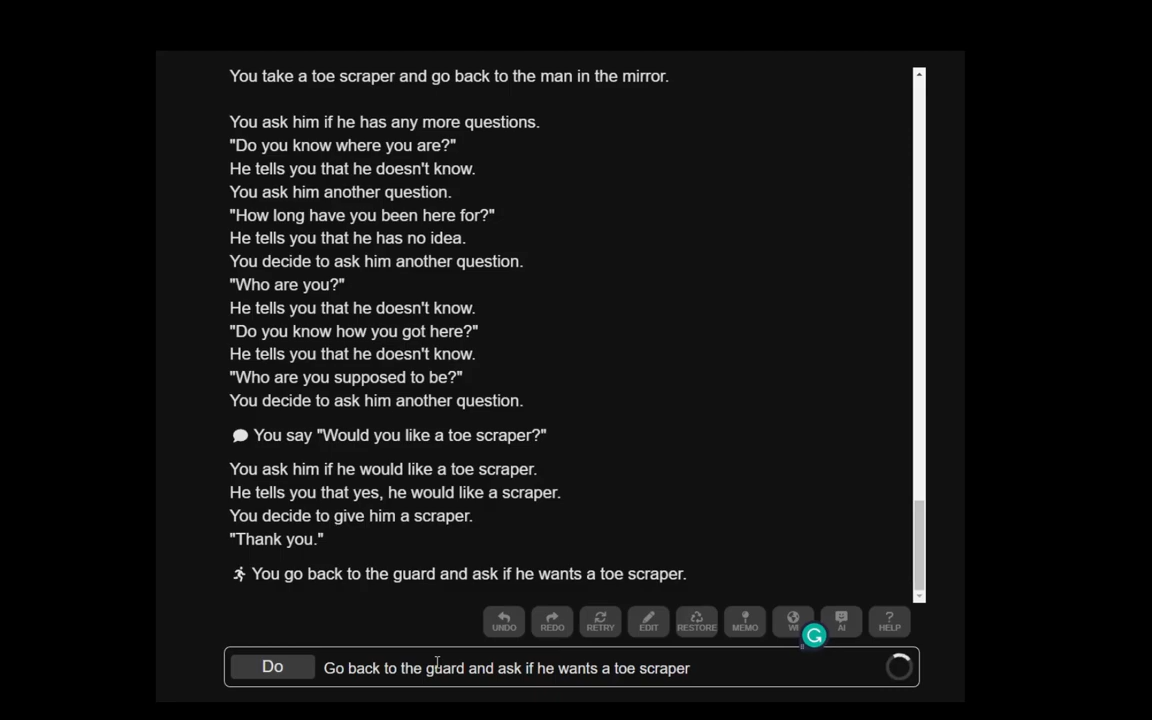 You take a toe scraper and go back to the man in the mirror.
You ask him if he has any more questions.
"Do you know where you are?"
He tells you that he doesn't know.
You ask him another question.
"How long have you been here for?"
He tells you that he has no idea.
You decide to ask him another question.
"Who are you?"
He tells you that he doesn't know.
"Do you know how you got here?"
He tells you that he doesn't know.
"Who are you supposed to be?"
You decide to ask him another question.
You say "Would you like a toe scraper?"
You ask him if he would like a toe scraper.
He tells you that yes, he would like a scraper.
You decide to give him a scraper.
"Thank you."
You go back to the guard and ask if he wants a toe scraper.
UNDO REDO RETRY EDIT RESTORE MEMO WI AI HELP
Do Go back to the guard and ask if he wants a toe scraper